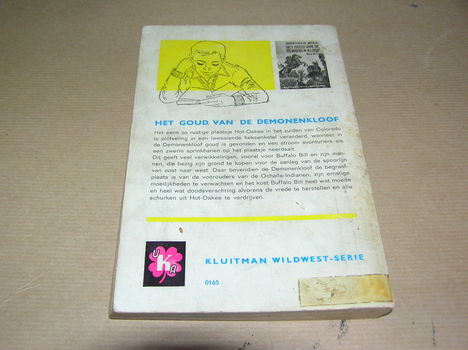 HET GOUD VAN DE DEMONENKLOOF
Het eens zo rustige plaatsje Hot-Oakes in het zuiden van Colorado
is plotseling in een lawaaiende heksenketel veranderd, wanneer in
de Demonenkloof goud is gevonden en een stroom avonturiers als
een zwerm sprinkhanen op het plaatsje neerdaalt.
Dit geeft veel verwikkelingen, vooral voor Buffalo Bill en zijn man-
nen, die bezig zijn grond te kopen voor de aanleg van de spoorlijn
van oost naar west. Daar bovendien de Demonenkloof de begraaf-
plaats is van de voorouders van de Ochalla-Indianen, zijn ernstige
moeilijkheden te verwachten en het kost Buffalo Bill heel wat moeite
en heel wat doodsverachting alvorens de vrede te herstellen en alle
schurken uit Hot-Oakes te verdrijven.
U K A
KLUITMAN WILDWEST-SERIE
0165